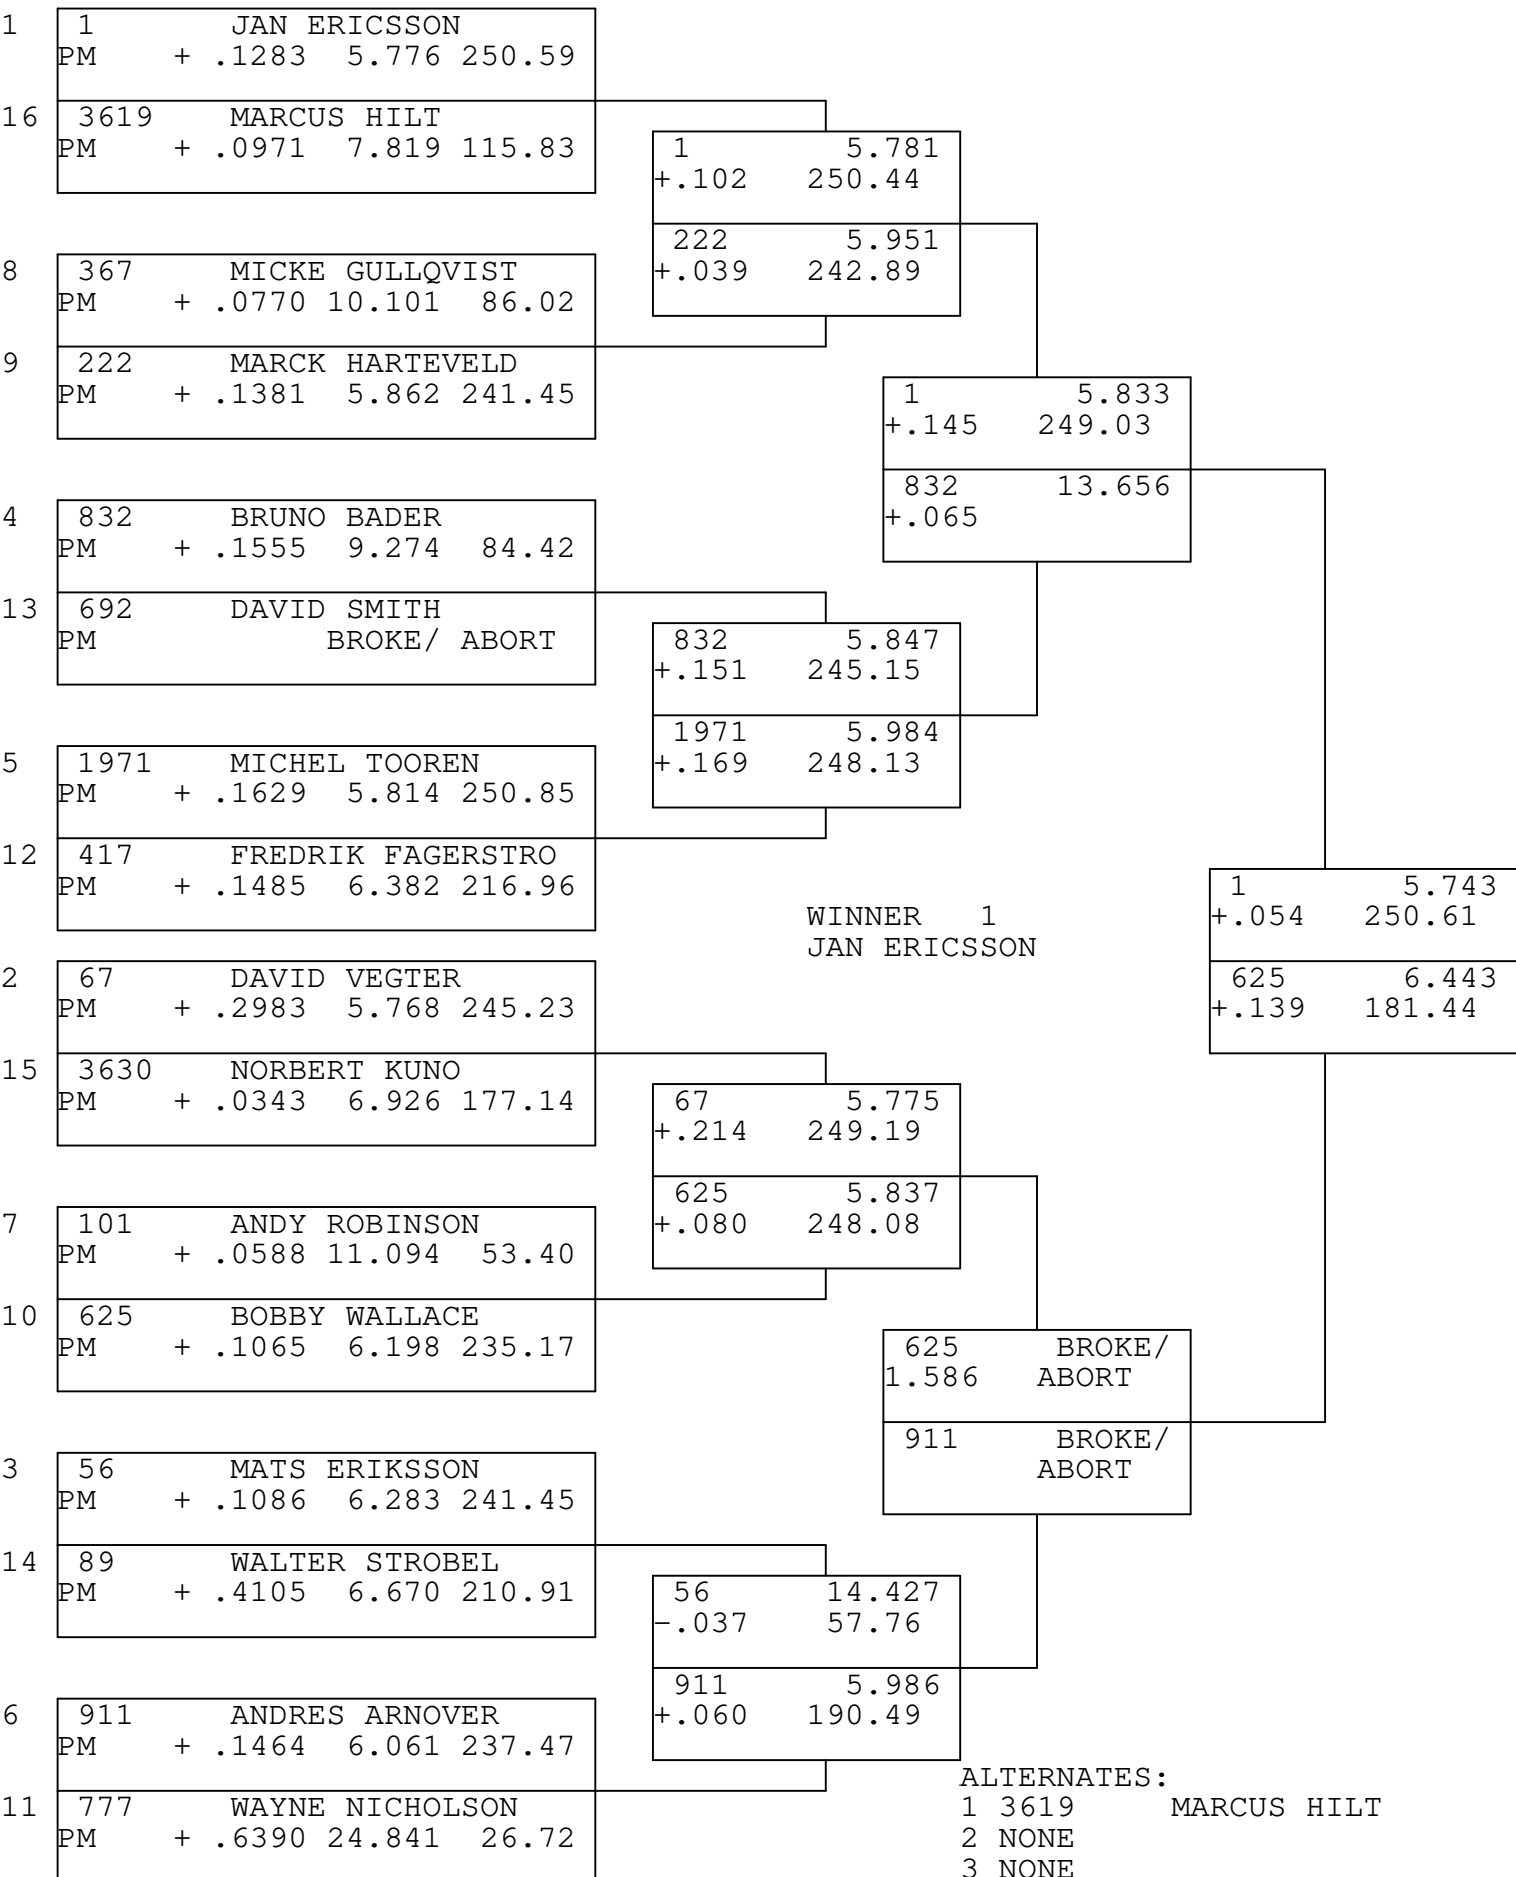 1 1 JAN ERICSSON
PM + .1283 5.776 250.59
16 3619 MARCUS HILT
PM + .0971 7.819 115.83
8 367 MICKE GULLQVIST
PM + .0770 10.101 86.02
9 222 MARCK HARTEVELD
PM + .1381 5.862 241.45
4 832 BRUNO BADER
PM + .1555 9.274 84.42
13 692 DAVID SMITH
PM BROKE/ ABORT
5 1971 MICHEL TOOREN
PM + .1629 5.814 250.85
12 417 FREDRIK FAGERSTRO
PM + .1485 6.382 216.96
2 67 DAVID VEGTER
PM + .2983 5.768 245.23
15 3630 NORBERT KUNO
PM + .0343 6.926 177.14
7 101 ANDY ROBINSON
PM + .0588 11.094 53.40
10 625 BOBBY WALLACE
PM + .1065 6.198 235.17
3 56 MATS ERIKSSON
PM + .1086 6.283 241.45
14 89 WALTER STROBEL
PM + .4105 6.670 210.91
6 911 ANDRES ARNOVER
PM + .1464 6.061 237.47
11 777 WAYNE NICHOLSON
PM + .6390 24.841 26.72
1 5.781
+.102 250.44
222 5.951
+.039 242.89
832 5.847
+.151 245.15
1971 5.984
+.169 248.13
67 5.775
+.214 249.19
625 5.837
+.080 248.08
56 14.427
-.037 57.76
911 5.986
+.060 190.49
1 5.833
+.145 249.03
832 13.656
+.065
625 BROKE/
1.586 ABORT
911 BROKE/
ABORT
1 5.743
+.054 250.61
625 6.443
+.139 181.44
WINNER 1
JAN ERICSSON
ALTERNATES:
1 3619 MARCUS HILT
2 NONE
3 NONE